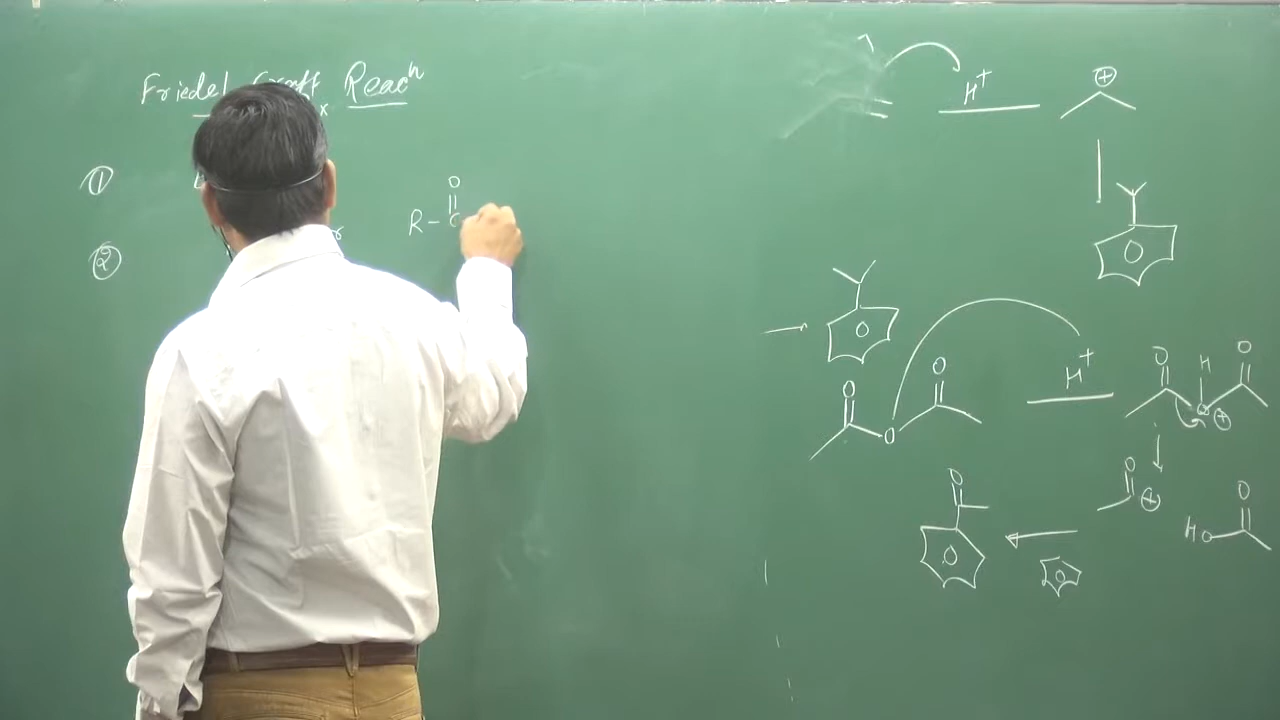 Friedel Craft Reacn
x
①
②
r
O
R-C
H+
⊕
O
O O
O
H+
O H O
O ⊕
O O
O
⊕
O
HO
O
O
O